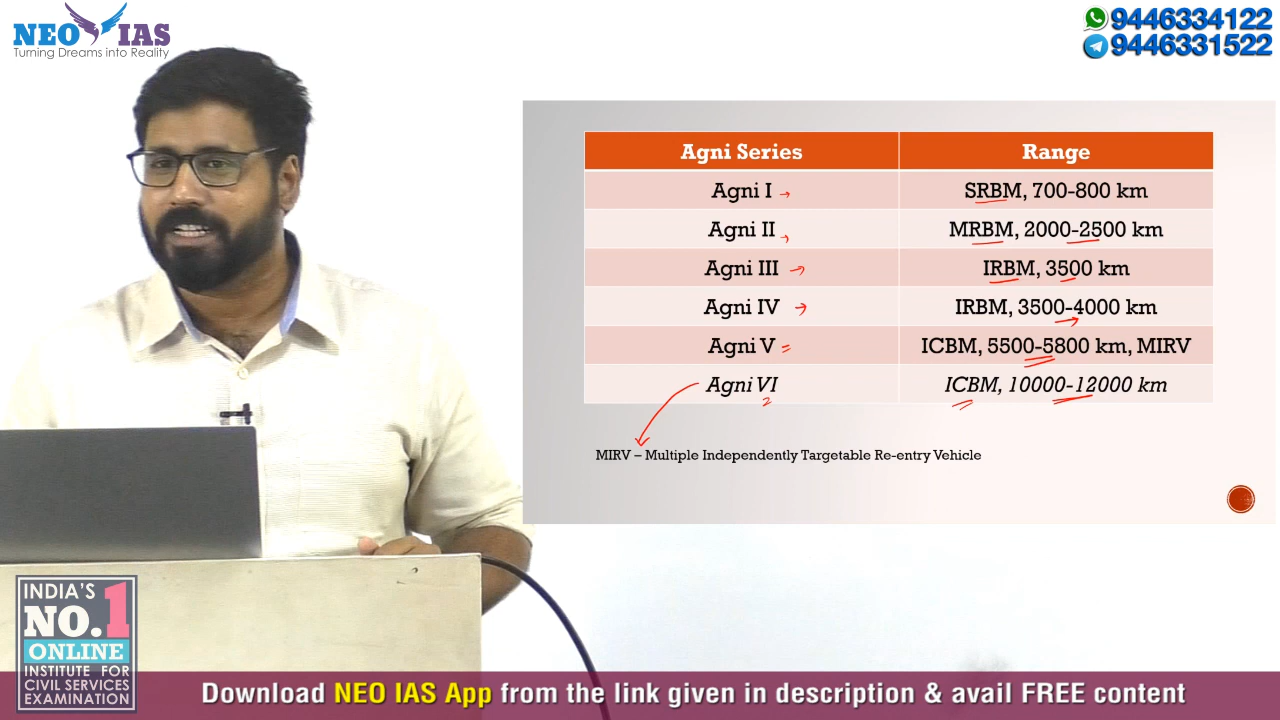 NEO IAS
Turning Dreams into Reality
9446334122
9446331522
Agni Series Range
Agni I SRBM, 700-800 km
Agni II MRBM, 2000-2500 km
Agni III IRBM, 3500 km
Agni IV IRBM, 3500-4000 km
Agni V ICBM, 5500-5800 km, MIRV
Agni VI ICBM, 10000-12000 km
MIRV – Multiple Independently Targetable Re-entry Vehicle
INDIA'S
NO.1
ONLINE
INSTITUTE FOR
CIVIL SERVICES
EXAMINATION
Download NEO IAS App from the link given in description & avail FREE content